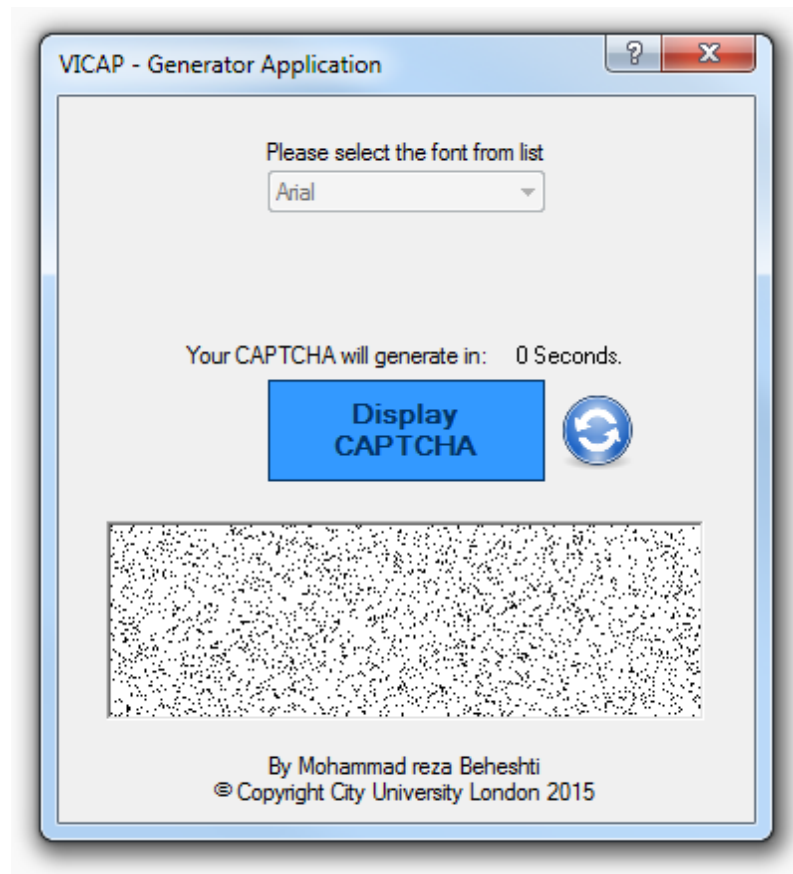 VICAP - Generator Application
Please select the font from list
Arial
Your CAPTCHA will generate in: 0 Seconds.
Display
CAPTCHA
By Mohammad reza Beheshti
© Copyright City University London 2015